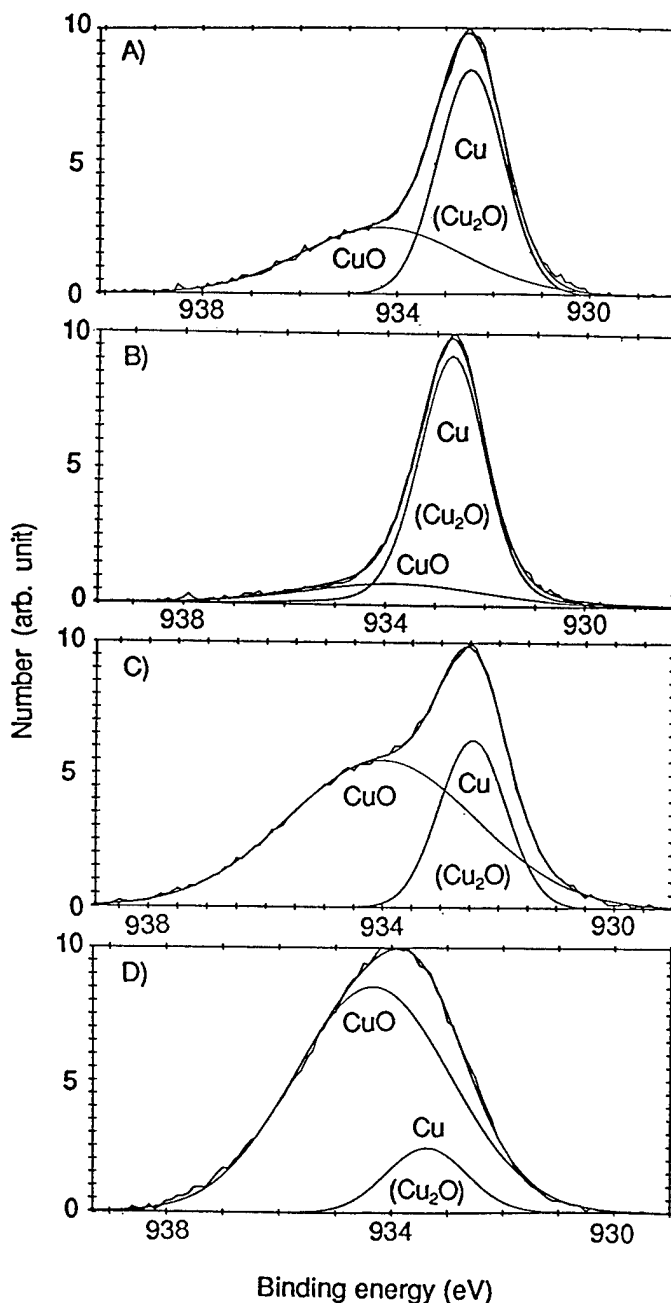 A)
10
5
0
Cu
(Cu₂O)
CuO
938
934
930
B)
10
5
0
Cu
(Cu₂O)
CuO
938
934
930
C)
10
5
0
CuO
Cu
(Cu₂O)
938
934
930
D)
10
5
0
CuO
Cu
(Cu₂O)
938
934
930
Number (arb. unit)
Binding energy (eV)